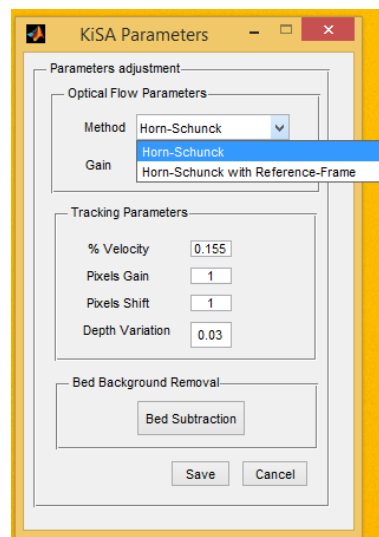 KiSA Parameters
Parameters adjustment
Optical Flow Parameters
Method Horn-Schunck
Horn-Schunck
Gain
Horn-Schunck with Reference-Frame
Tracking Parameters
% Velocity 0.155
Pixels Gain 1
Pixels Shift 1
Depth Variation 0.03
Bed Background Removal
Bed Subtraction
Save Cancel